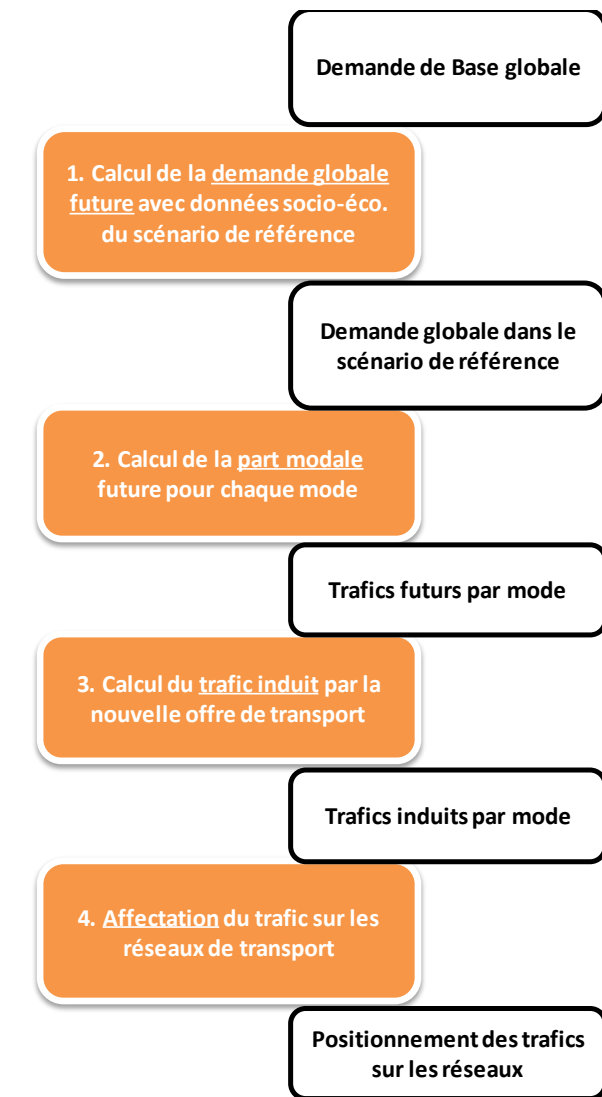 Demande de Base globale
1. Calcul de la demande globale
future avec données socio-éco.
du scénario de référence
Demande globale dans le
scénario de référence
2. Calcul de la part modale
future pour chaque mode
Trafics futurs par mode
3. Calcul du trafic induit par la
nouvelle offre de transport
Trafics induits par mode
4. Affectation du trafic sur les
réseaux de transport
Positionnement des trafics
sur les réseaux